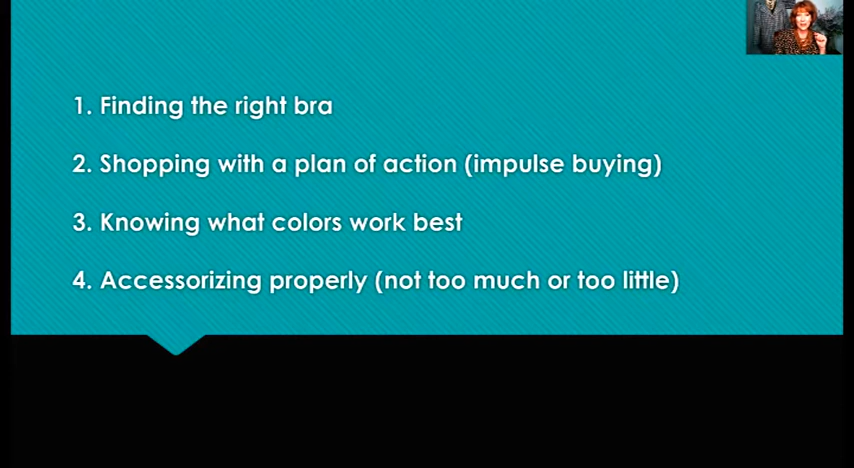 1. Finding the right bra
2. Shopping with a plan of action (impulse buying)
3. Knowing what colors work best
4. Accessorizing properly (not too much or too little)